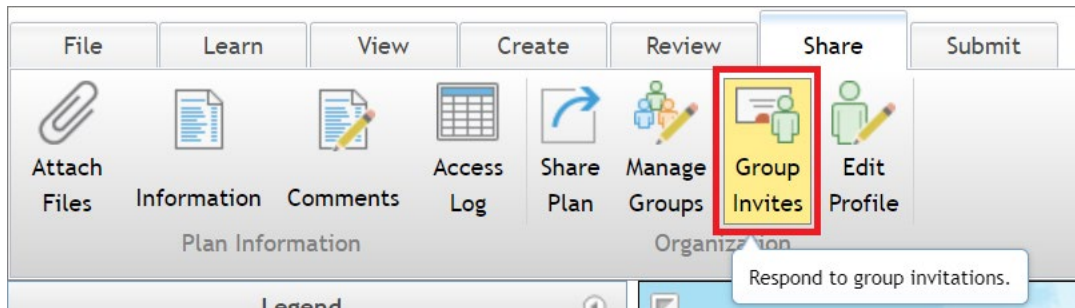 File Learn View Create Review Share Submit
Attach Files
Information
Comments
Access Log
Share Plan
Manage Groups
Group Invites
Edit Profile
Plan Information
Organization
Respond to group invitations.
Legend